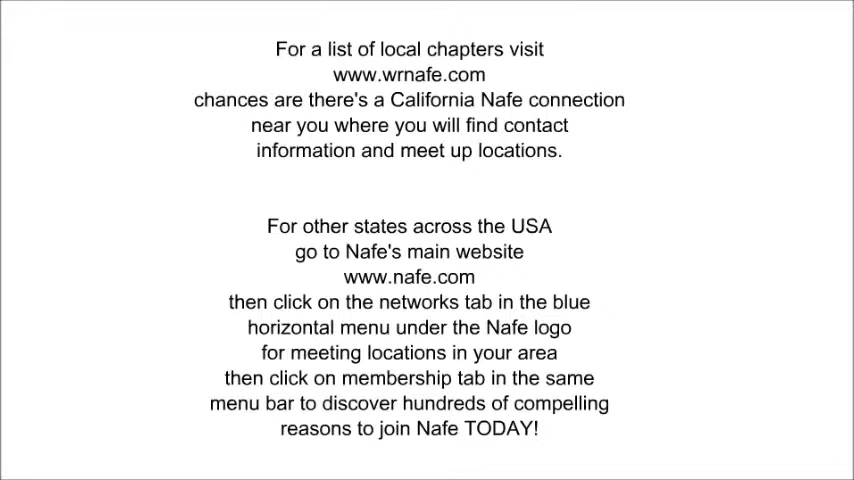 For a list of local chapters visit
www.wrnafe.com
chances are there's a California Nafe connection
near you where you will find contact
information and meet up locations.
For other states across the USA
go to Nafe's main website
www.nafe.com
then click on the networks tab in the blue
horizontal menu under the Nafe logo
for meeting locations in your area
then click on membership tab in the same
menu bar to discover hundreds of compelling
reasons to join Nafe TODAY!